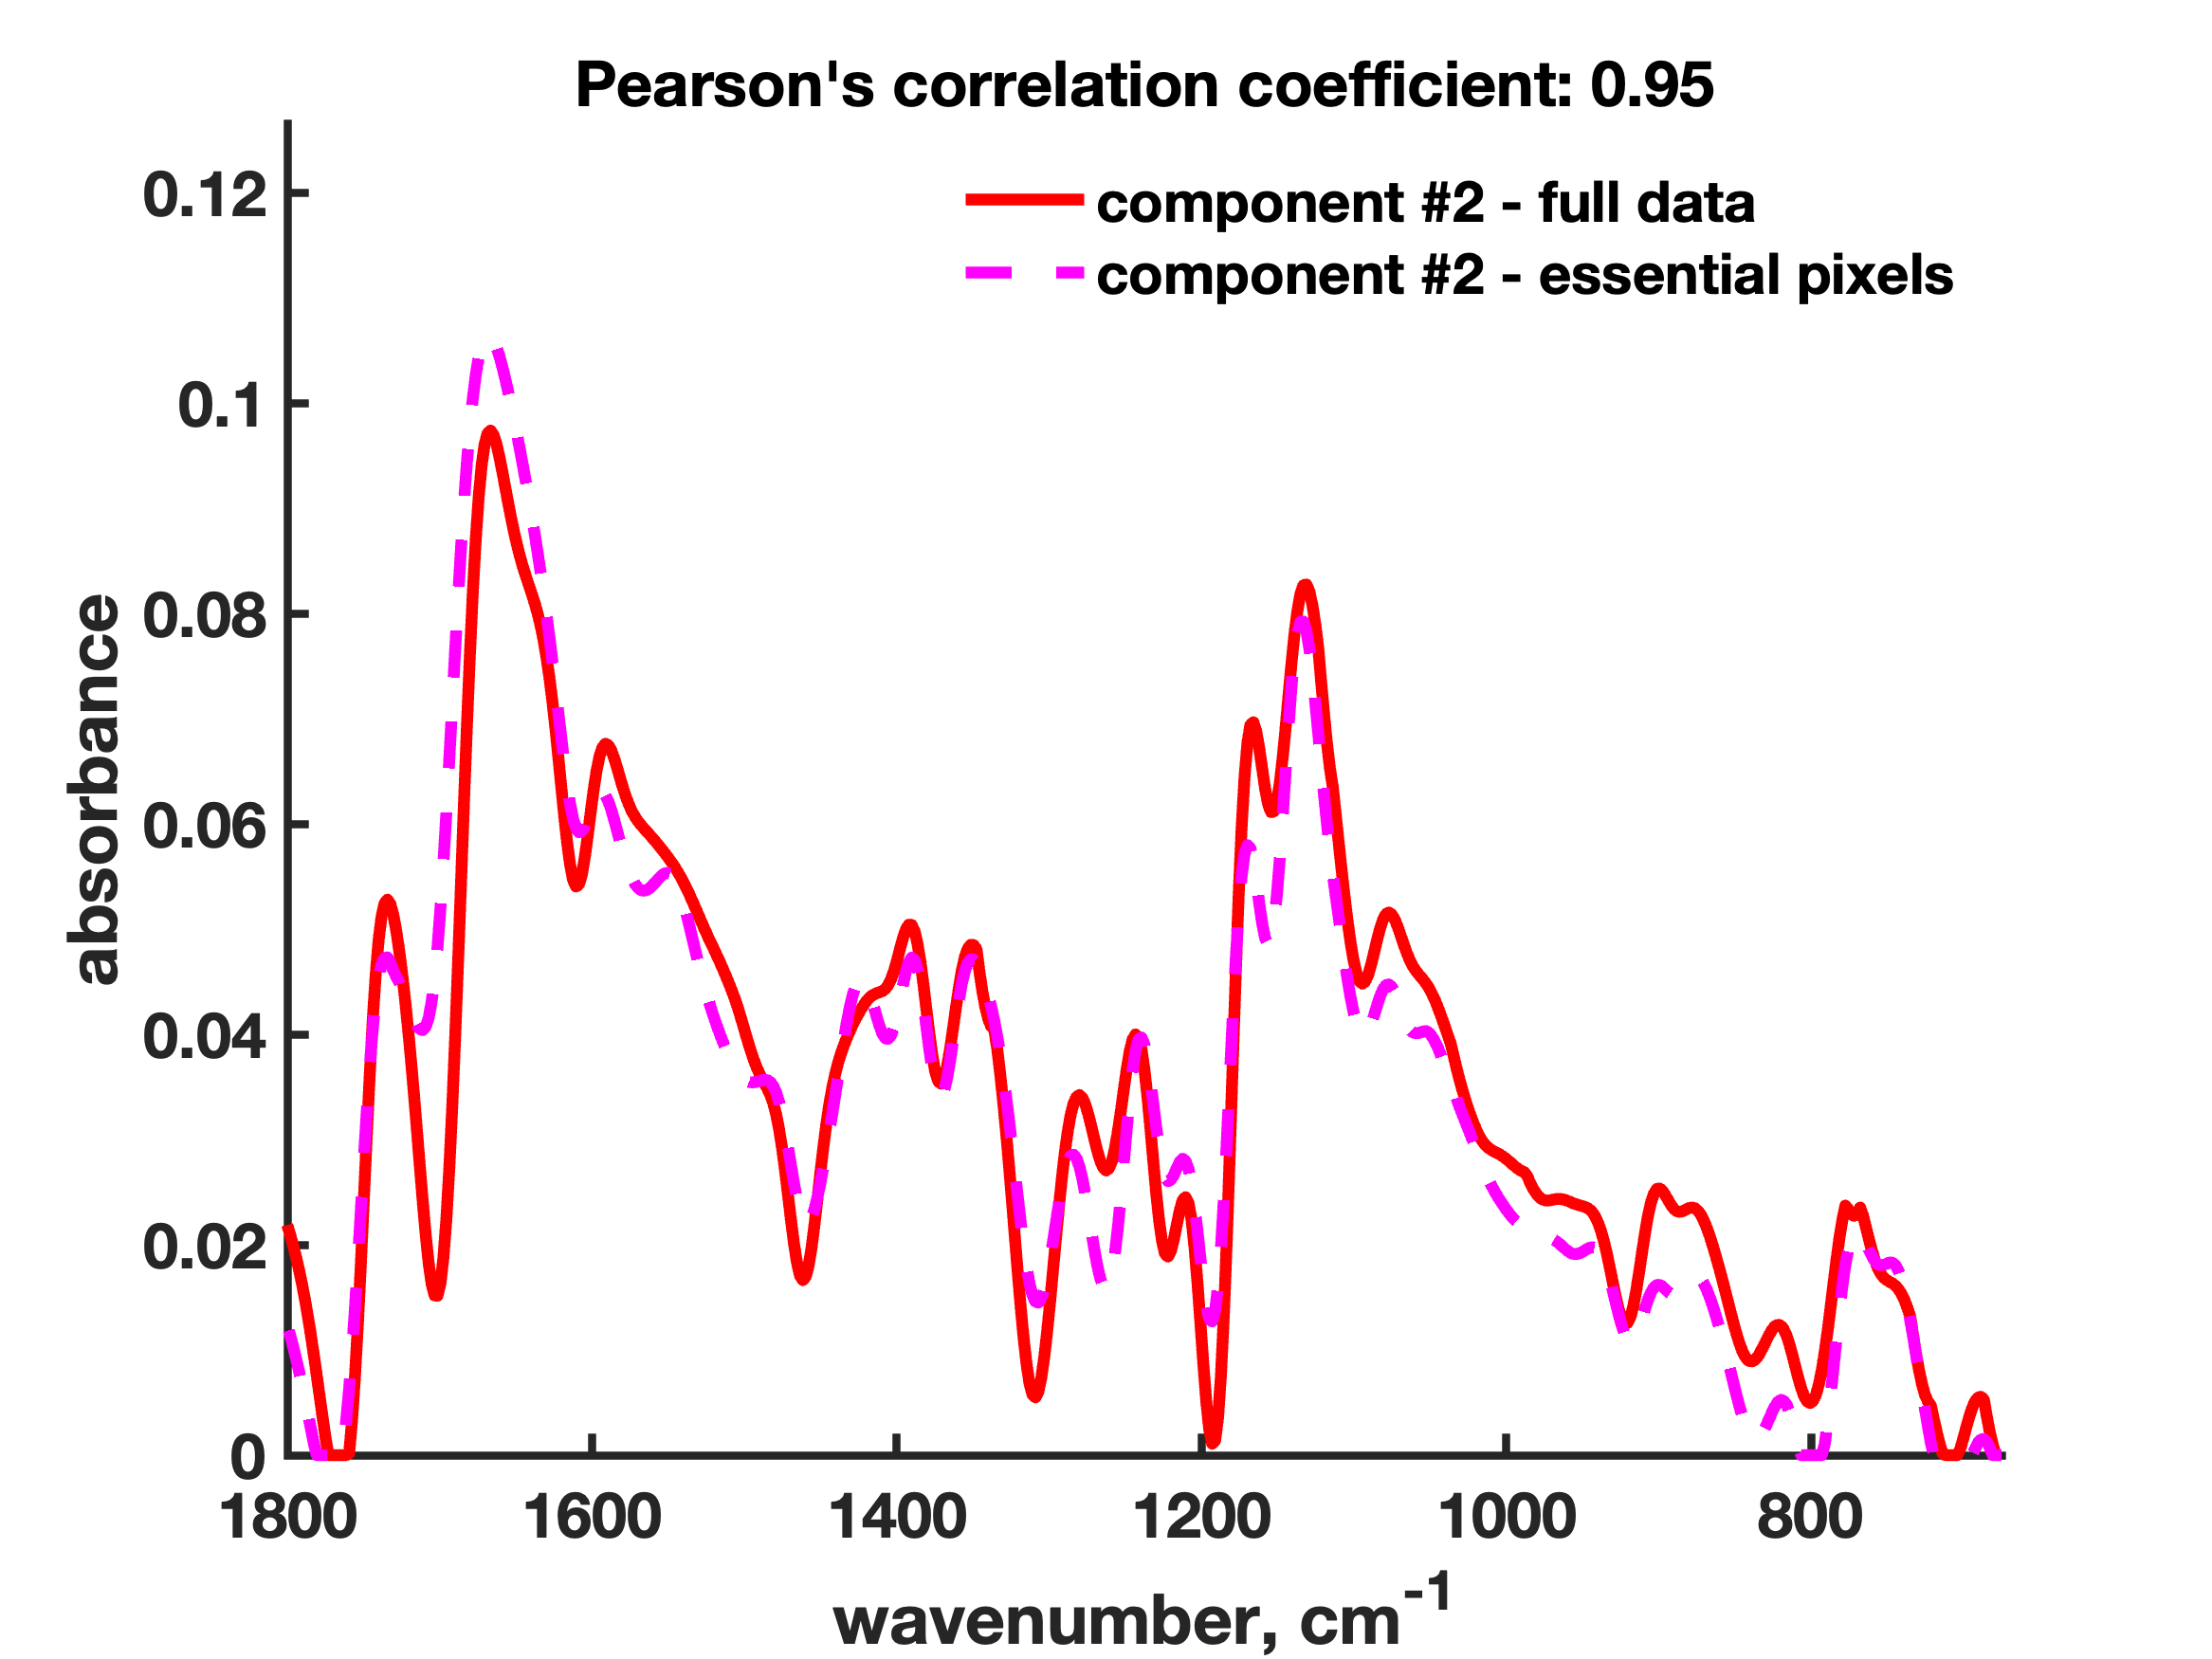 Pearson's correlation coefficient: 0.95
component #2 - full data
component #2 - essential pixels
0.12
0.1
0.08
0.06
0.04
0.02
0
absorbance
1800 1600 1400 1200 1000 800
wavenumber, cm-1